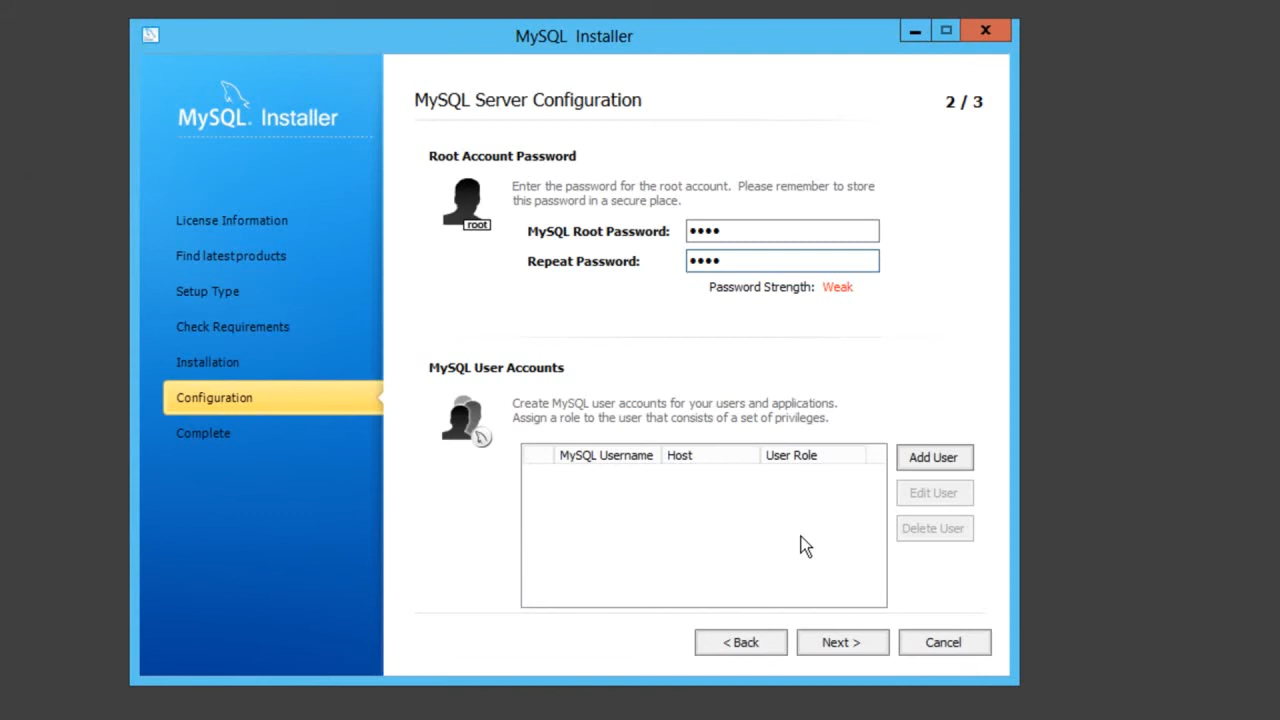 MySQL Installer
MySQL Installer
License Information
Find latest products
Setup Type
Check Requirements
Installation
Configuration
Complete
MySQL Server Configuration
2 / 3
Root Account Password
Enter the password for the root account. Please remember to store
this password in a secure place.
root
MySQL Root Password: ●●●●
Repeat Password: ●●●●
Password Strength: Weak
MySQL User Accounts
Create MySQL user accounts for your users and applications.
Assign a role to the user that consists of a set of privileges.
MySQL Username Host User Role
Add User
Edit User
Delete User
< Back Next > Cancel